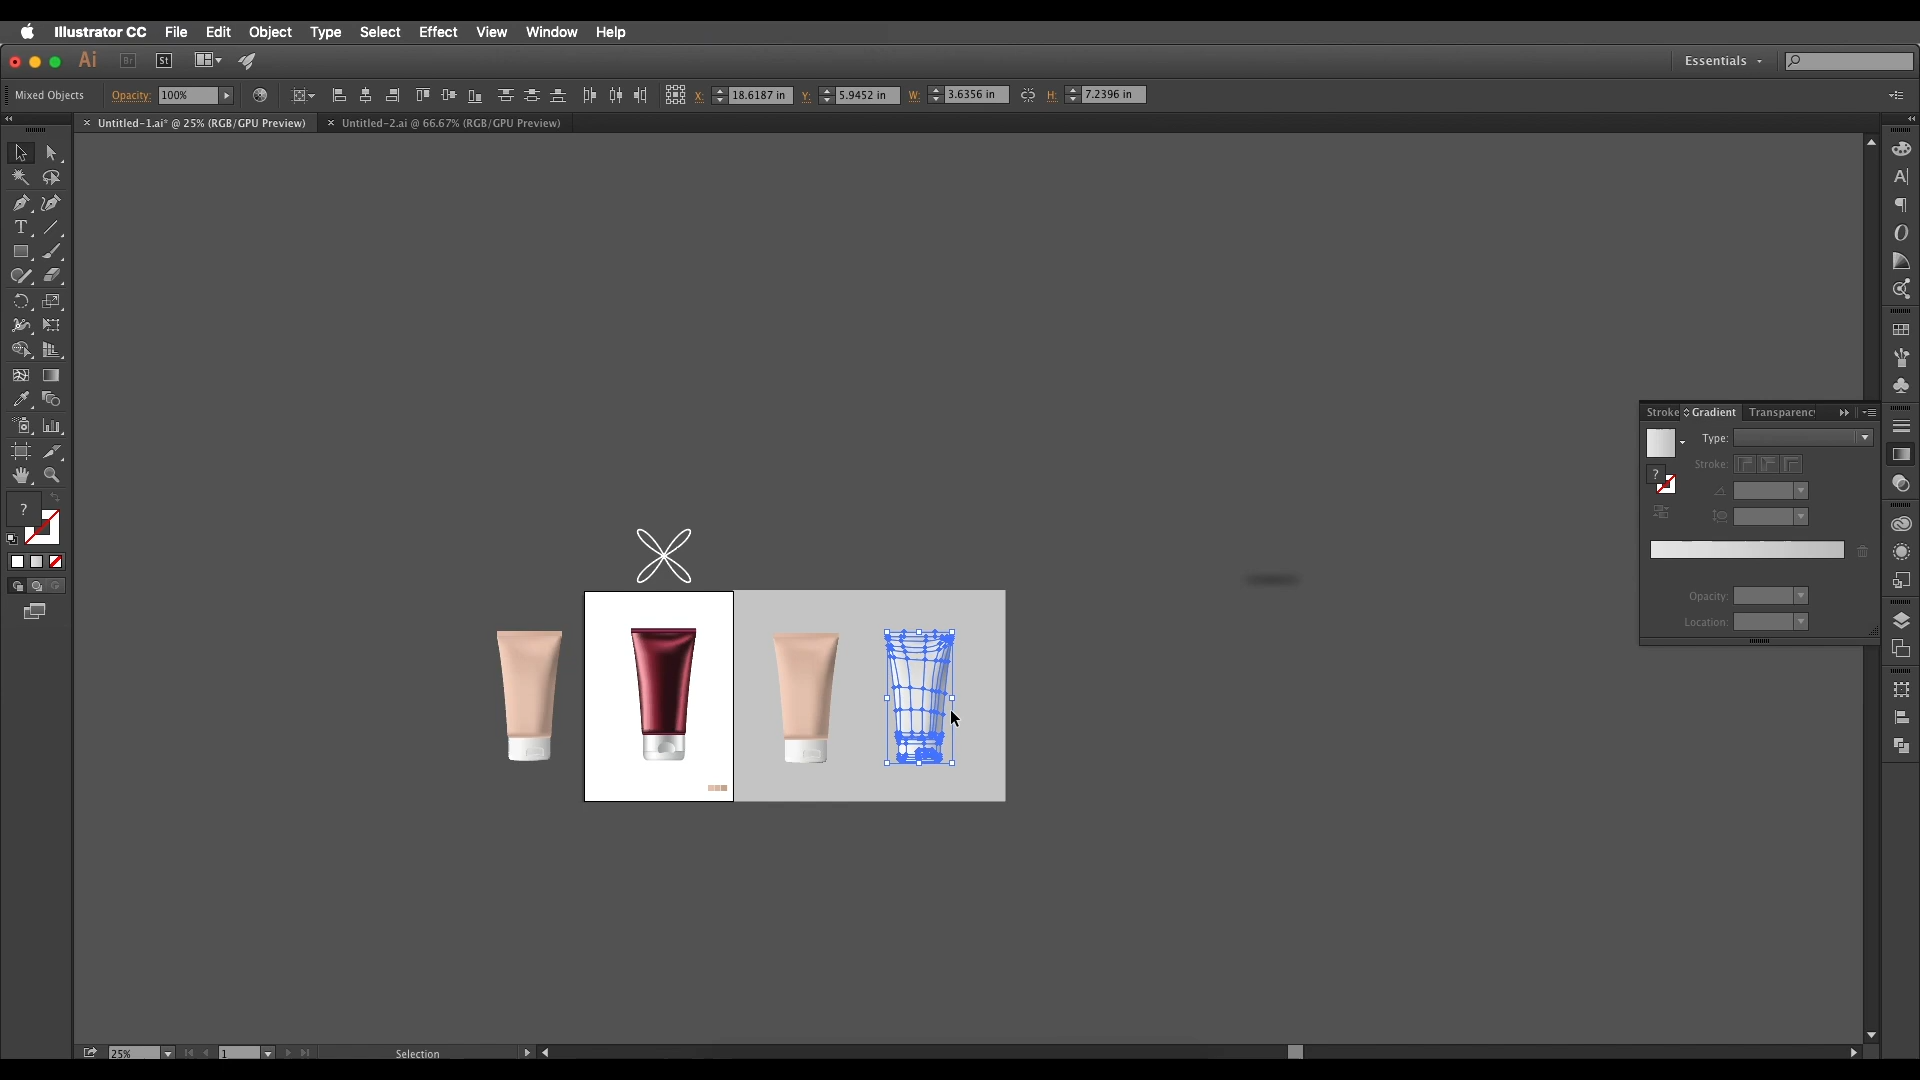 Illustrator CC File Edit Object Type Select Effect View Window Help
Ai Br St Essentials
Mixed Objects Opacity: 100% X: 18.6187 in Y: 5.9452 in W: 3.6356 in H: 7.2396 in
× Untitled-1.ai* @ 25% (RGB/GPU Preview) × Untitled-2.ai @ 66.67% (RGB/GPU Preview)
Stroke Gradient Transparenc
Type:
Stroke:
?
?
Opacity:
Location:
25% 1 Selection